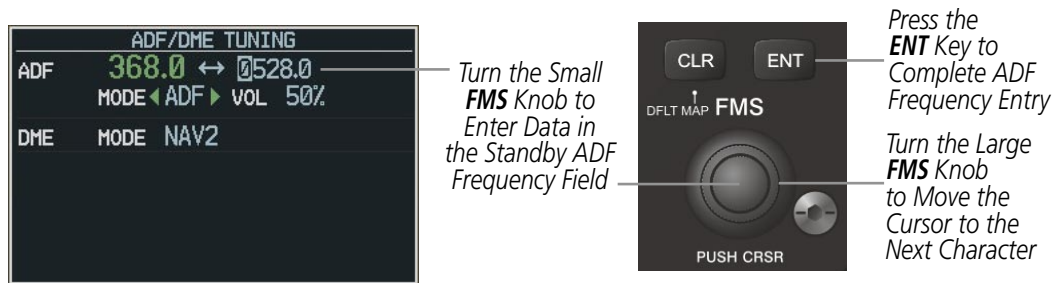 ADF/DME TUNING
ADF 368.0 ↔ 0528.0
MODE ADF VOL 50%
DME MODE NAV2
Turn the Small
FMS Knob to
Enter Data in
the Standby ADF
Frequency Field
CLR ENT
DFLT MAP FMS
PUSH CRSR
Press the
ENT Key to
Complete ADF
Frequency Entry
Turn the Large
FMS Knob
to Move the
Cursor to the
Next Character